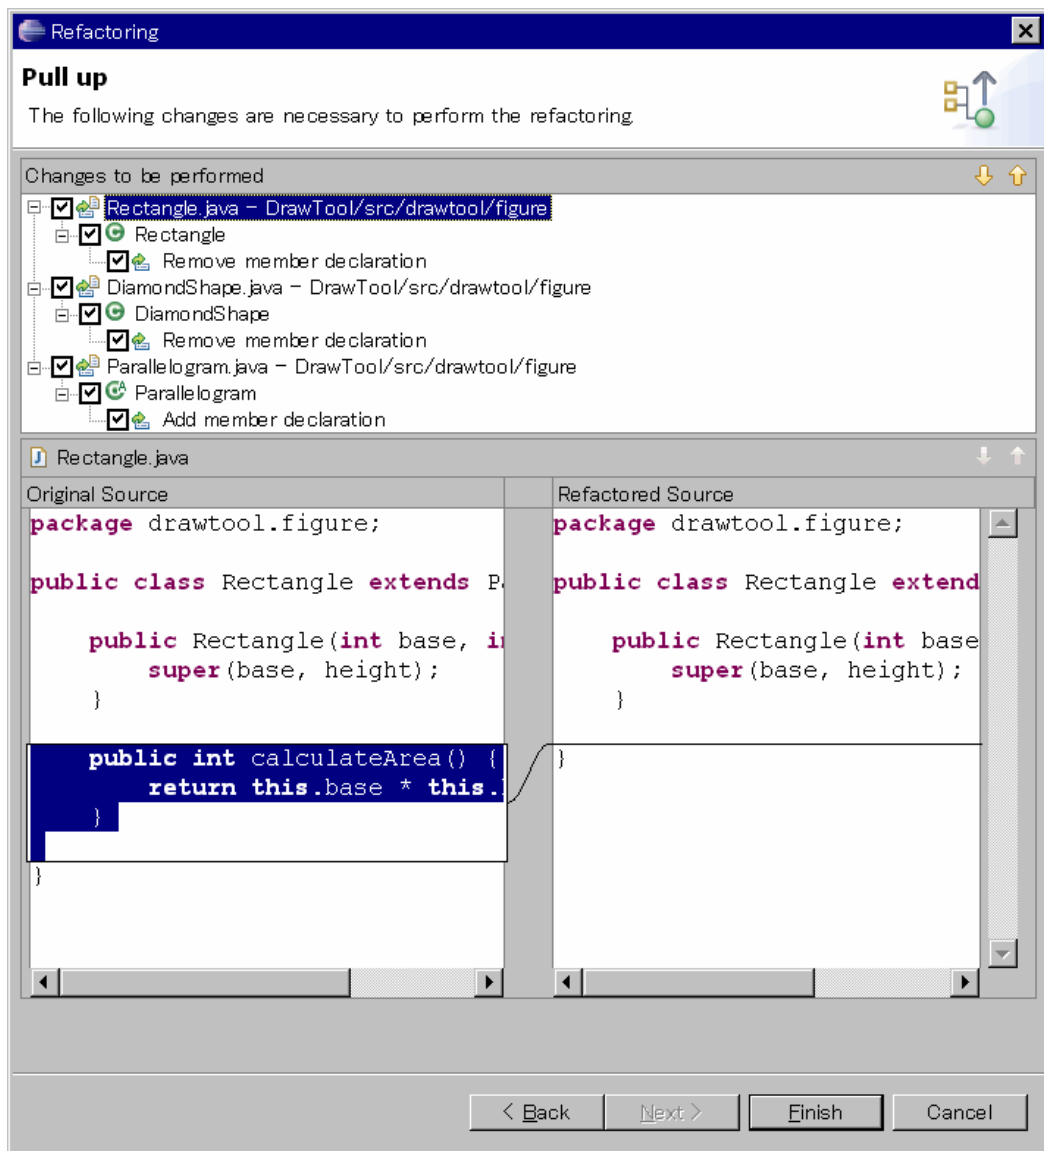 Refactoring
Pull up
The following changes are necessary to perform the refactoring.
Changes to be performed
Rectangle.java - DrawTool/src/drawtool/figure
Rectangle
Remove member declaration
DiamondShape.java - DrawTool/src/drawtool/figure
DiamondShape
Remove member declaration
Parallelogram.java - DrawTool/src/drawtool/figure
Parallelogram
Add member declaration
Rectangle.java
Original Source
package drawtool.figure;
public class Rectangle extends
public Rectangle(int base,
super(base, height);
}
public int calculateArea() {
return this.base * this.
}
}
Refactored Source
package drawtool.figure;
public class Rectangle extend
public Rectangle(int base
super(base, height);
}
}
< Back
Next >
Finish
Cancel